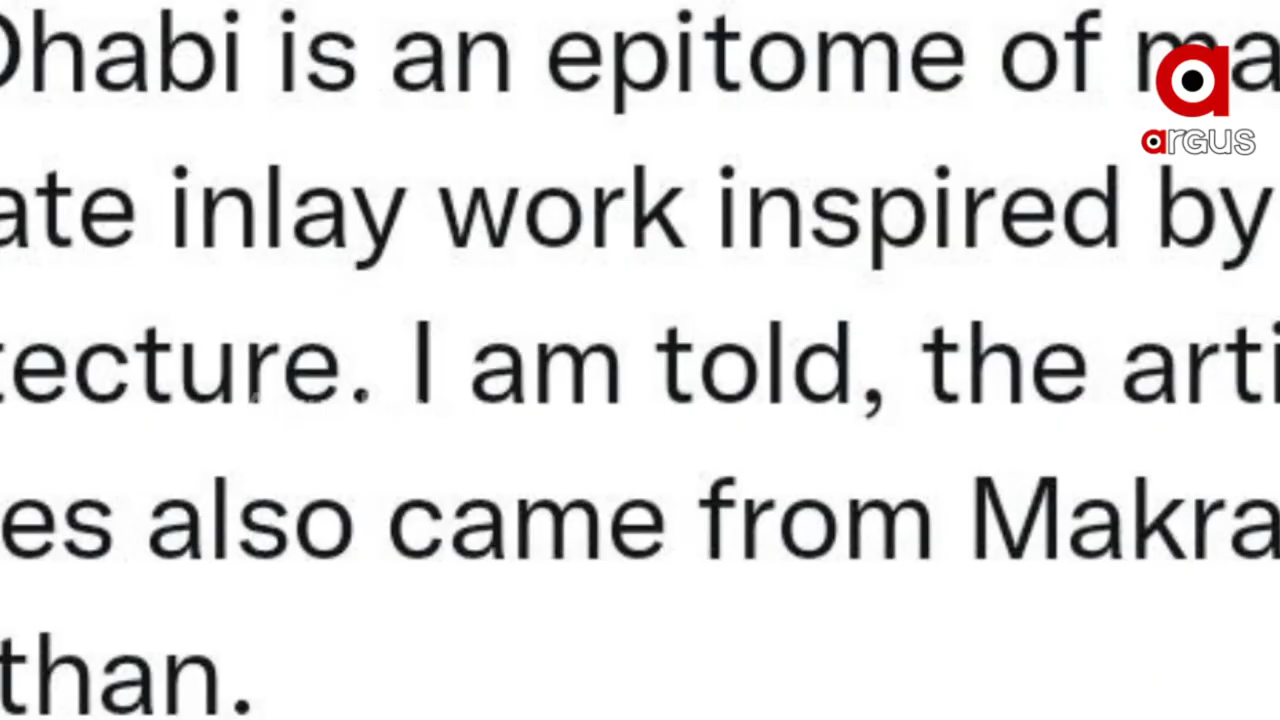 Dhabi is an epitome of ma
ate inlay work inspired by
tecture. I am told, the arti
es also came from Makra
than.
argus